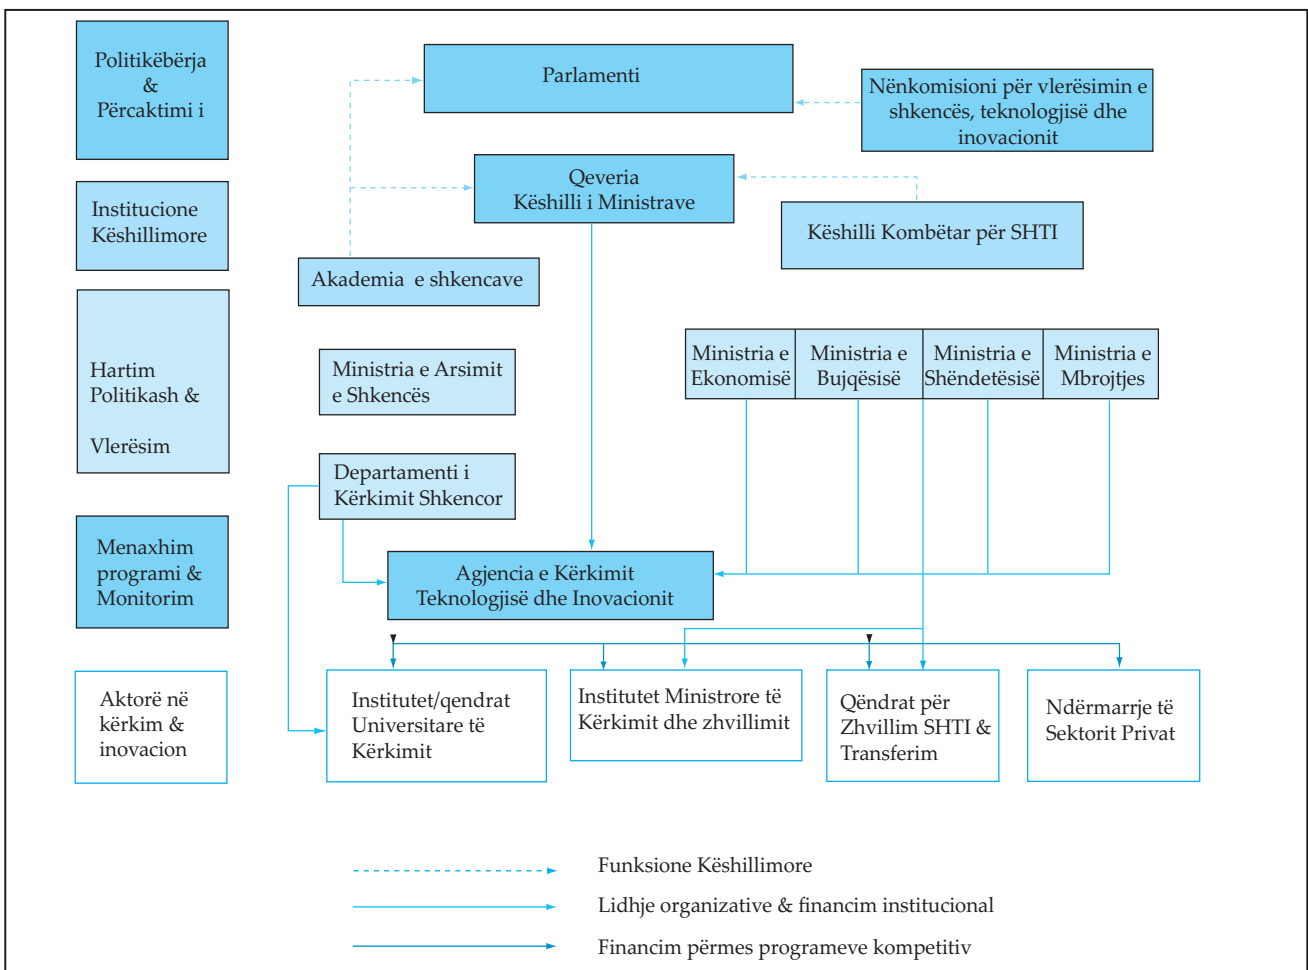 Politikëbërja
&
Përcaktimi i
Parlamenti
Nënkomisioni për vlerësimin e
shkencës, teknologjisë dhe
inovacionit
Qeveria
Këshilli i Ministrave
Institucione
Këshillimore
Këshilli Kombëtar për SHTI
Akademia e shkencave
Hartim
Politikash &
Vlerësim
Ministria e Arsimit
e Shkencës
Ministria e
Ekonomisë
Ministria e
Bujqësisë
Ministria e
Shëndetësisë
Ministria e
Mbrojtjes
Departamenti i
Kërkimit Shkencor
Menaxhim
programi &
Monitorim
Agjencia e Kërkimit
Teknologjisë dhe Inovacionit
Aktorë në
kërkim &
inovacion
Institutet/qendrat
Universitare të
Kërkimit
Institutet Ministrore të
Kërkimit dhe zhvillimit
Qëndrat për
Zhvillim SHTI &
Transferim
Ndërmarrje të
Sektorit Privat
Funksione Këshillimore
Lidhje organizative & financim institucional
Financim përmes programeve kompetitiv